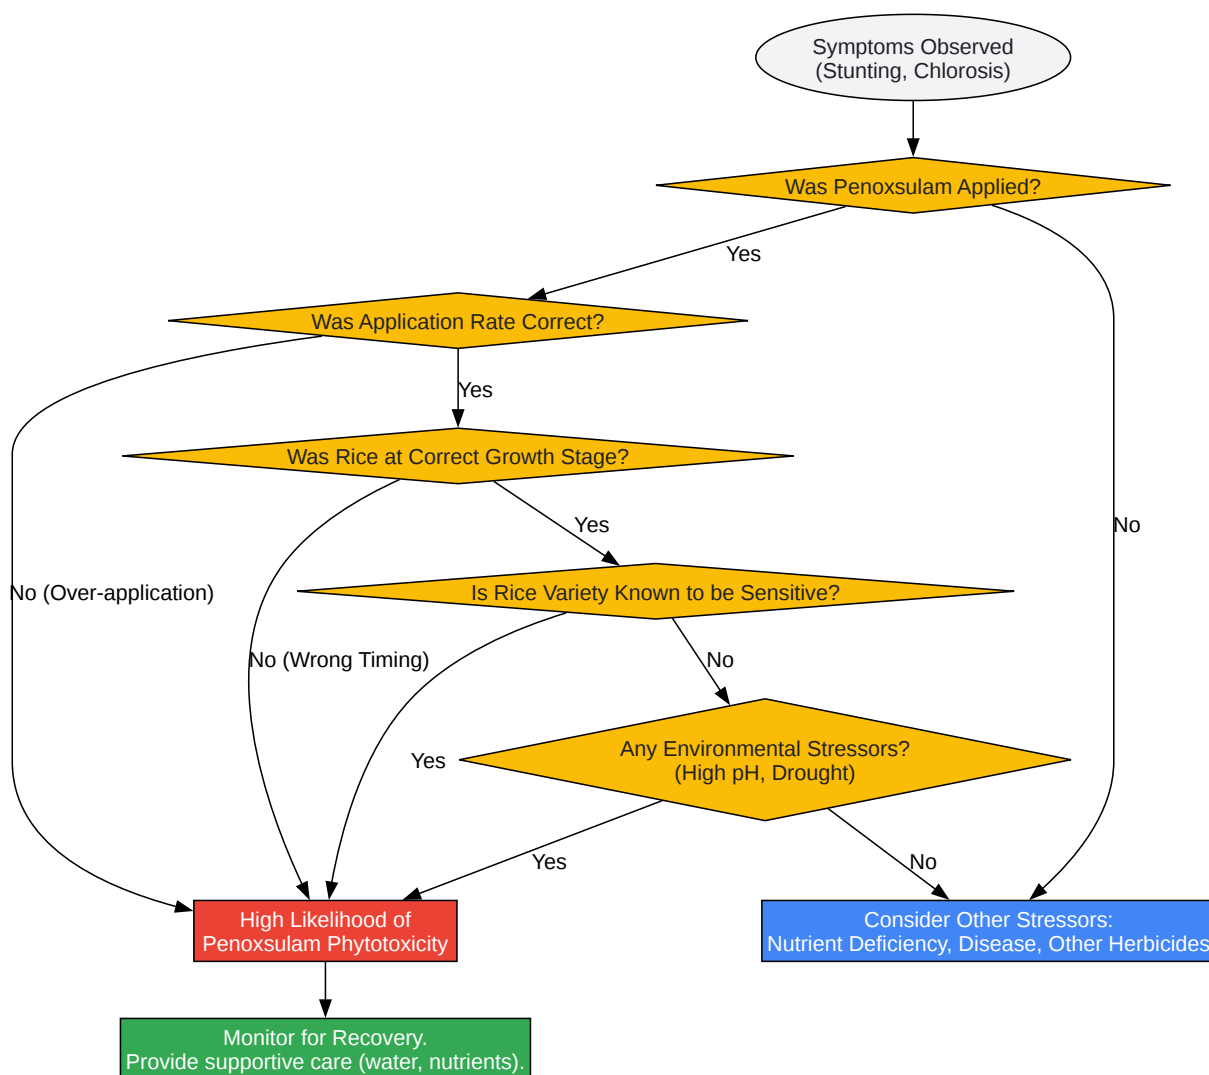 Symptoms Observed
(Stunting, Chlorosis)
Was Penoxsulam Applied?
Yes
Was Application Rate Correct?
Yes
Was Rice at Correct Growth Stage?
Yes
No
Is Rice Variety Known to be Sensitive?
No (Over-application)
No (Wrong Timing)
No
Any Environmental Stressors?
(High pH, Drought)
Yes
Yes
No
High Likelihood of
Penoxsulam Phytotoxicity
Consider Other Stressors:
Nutrient Deficiency, Disease, Other Herbicides
Monitor for Recovery.
Provide supportive care (water, nutrients).